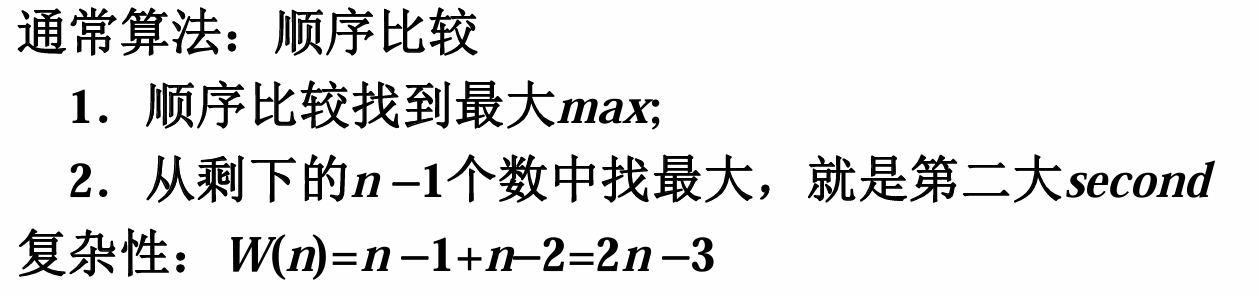 通常算法：顺序比较
1. 顺序比较找到最大max;
2. 从剩下的n –1个数中找最大，就是第二大second
复杂性：W(n)=n –1+n–2=2n –3